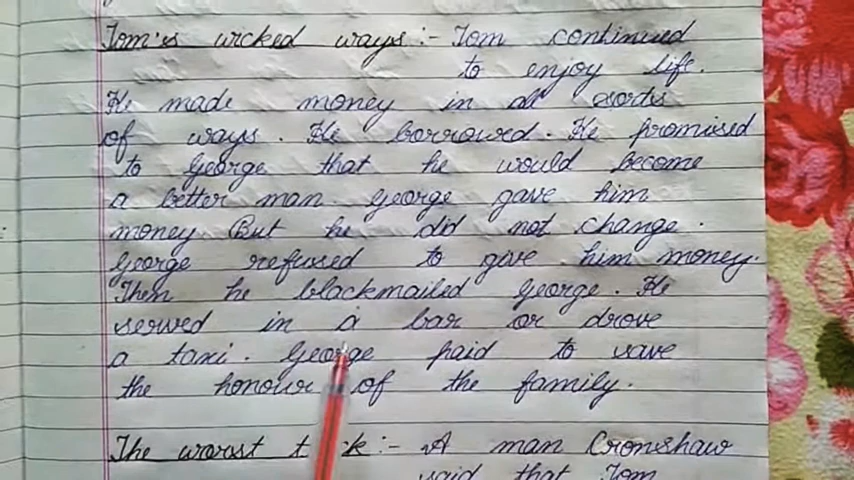 Tom's wicked ways :- Tom continued
to enjoy life.
He made money in all sorts
of ways. He borrowed. He promised
to George that he would become
a better man. George gave him
money But he did not change.
George refused to give him money.
Then he blackmailed George. He
served in a bar or drove
a taxi. George paid to save
the honour of the family.
The worst :- A man Cronshaw
said that Tom